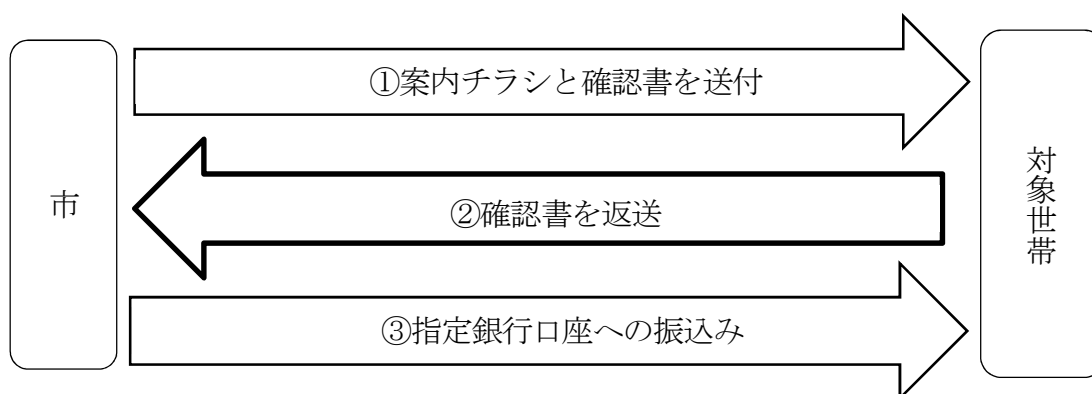 市
①案内チラシと確認書を送付
②確認書を返送
③指定銀行口座への振込み
対象世帯